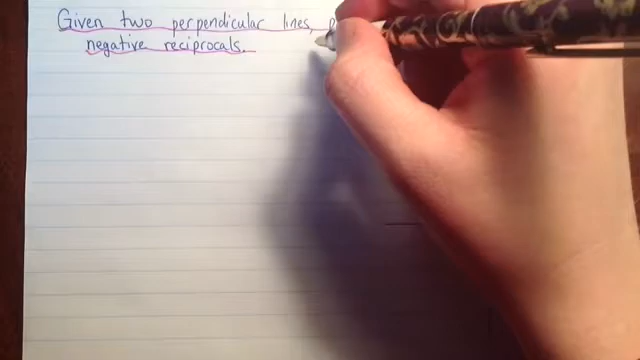 Given two perpendicular lines,
negative reciprocals.